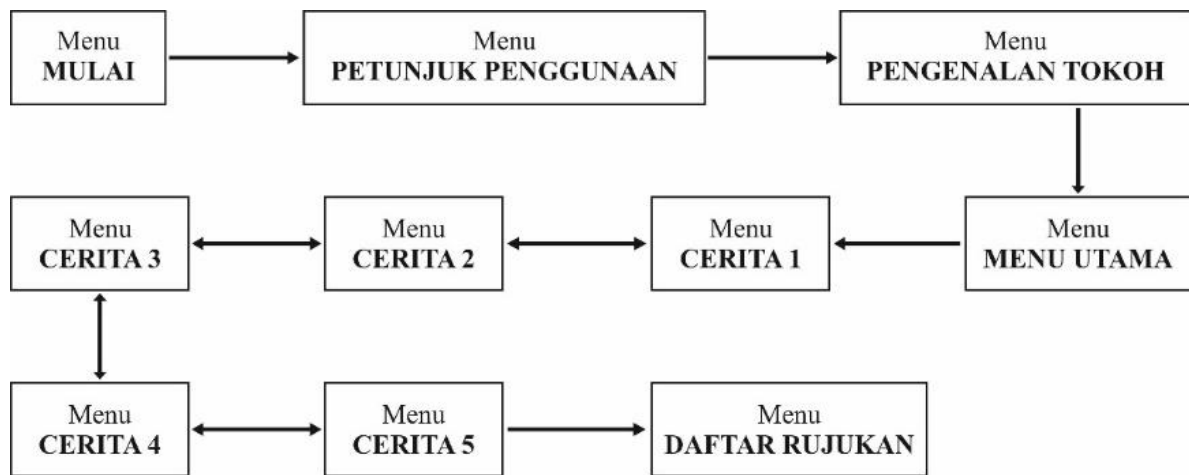 Menu
MULAI
Menu
PETUNJUK PENGGUNAAN
Menu
PENGENALAN TOKOH
Menu
CERITA 3
Menu
CERITA 2
Menu
CERITA 1
Menu
MENU UTAMA
Menu
CERITA 4
Menu
CERITA 5
Menu
DAFTAR RUJUKAN